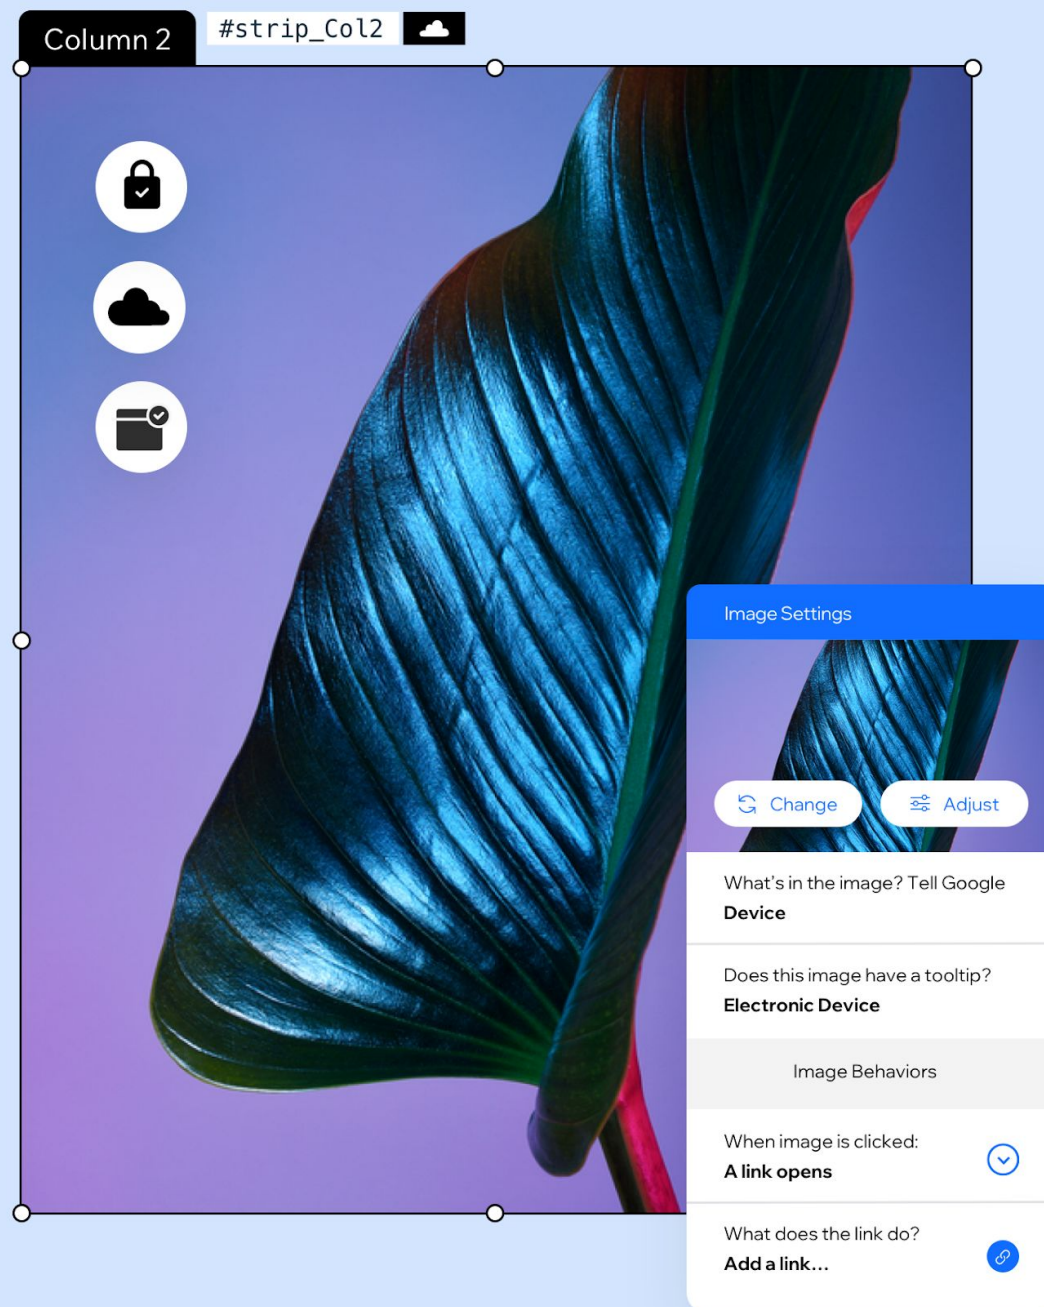 Column 2
#strip_Col2
Image Settings
Change
Adjust
What's in the image? Tell Google
Device
Does this image have a tooltip?
Electronic Device
Image Behaviors
When image is clicked:
A link opens
What does the link do?
Add a link...